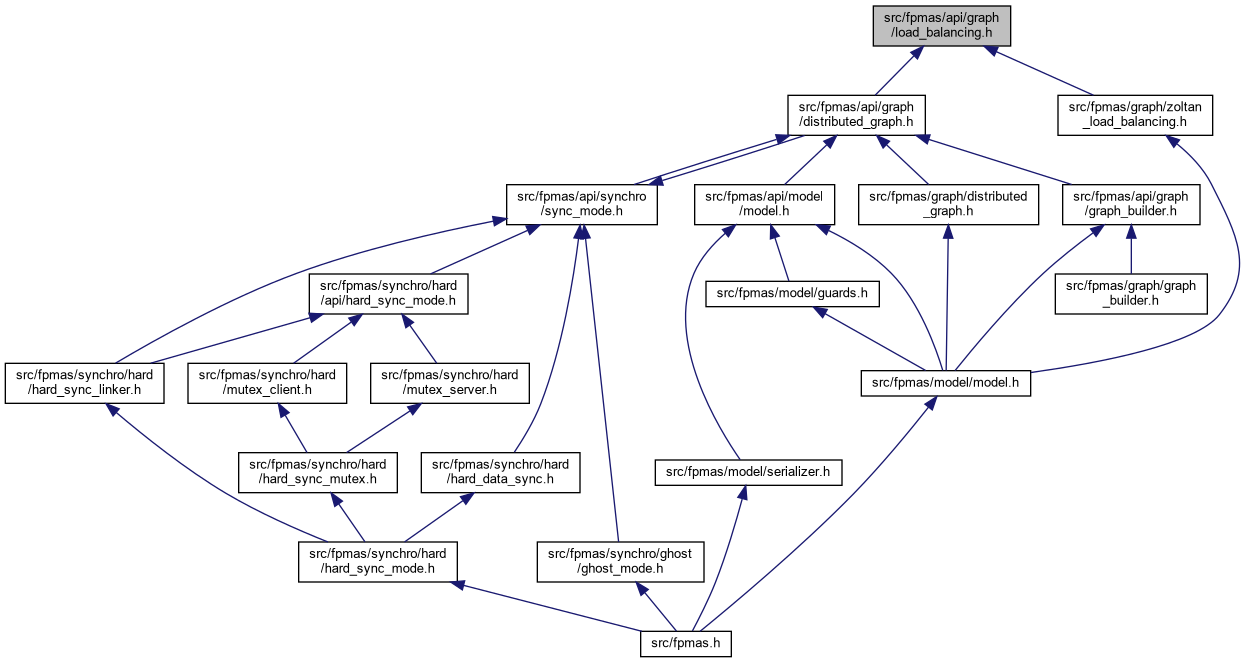 src/fpmas/api/graph
/load_balancing.h
src/fpmas/api/graph
/distributed_graph.h
src/fpmas/graph/zoltan
_load_balancing.h
src/fpmas/api/synchro
/sync_mode.h
src/fpmas/api/model
/model.h
src/fpmas/graph/distributed
_graph.h
src/fpmas/api/graph
/graph_builder.h
src/fpmas/synchro/hard
/api/hard_sync_mode.h
src/fpmas/model/guards.h
src/fpmas/graph/graph
_builder.h
src/fpmas/synchro/hard
/hard_sync_linker.h
src/fpmas/synchro/hard
/mutex_client.h
src/fpmas/synchro/hard
/mutex_server.h
src/fpmas/model/model.h
src/fpmas/synchro/hard
/hard_sync_mutex.h
src/fpmas/synchro/hard
/hard_data_sync.h
src/fpmas/model/serializer.h
src/fpmas/synchro/hard
/hard_sync_mode.h
src/fpmas/synchro/ghost
/ghost_mode.h
src/fpmas.h